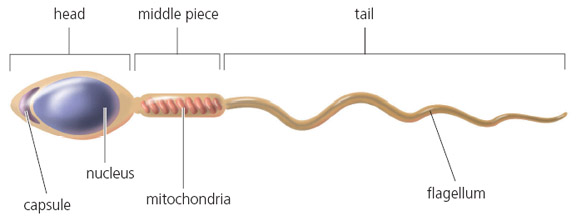 head
middle piece
tail
nucleus
capsule
mitochondria
flagellum